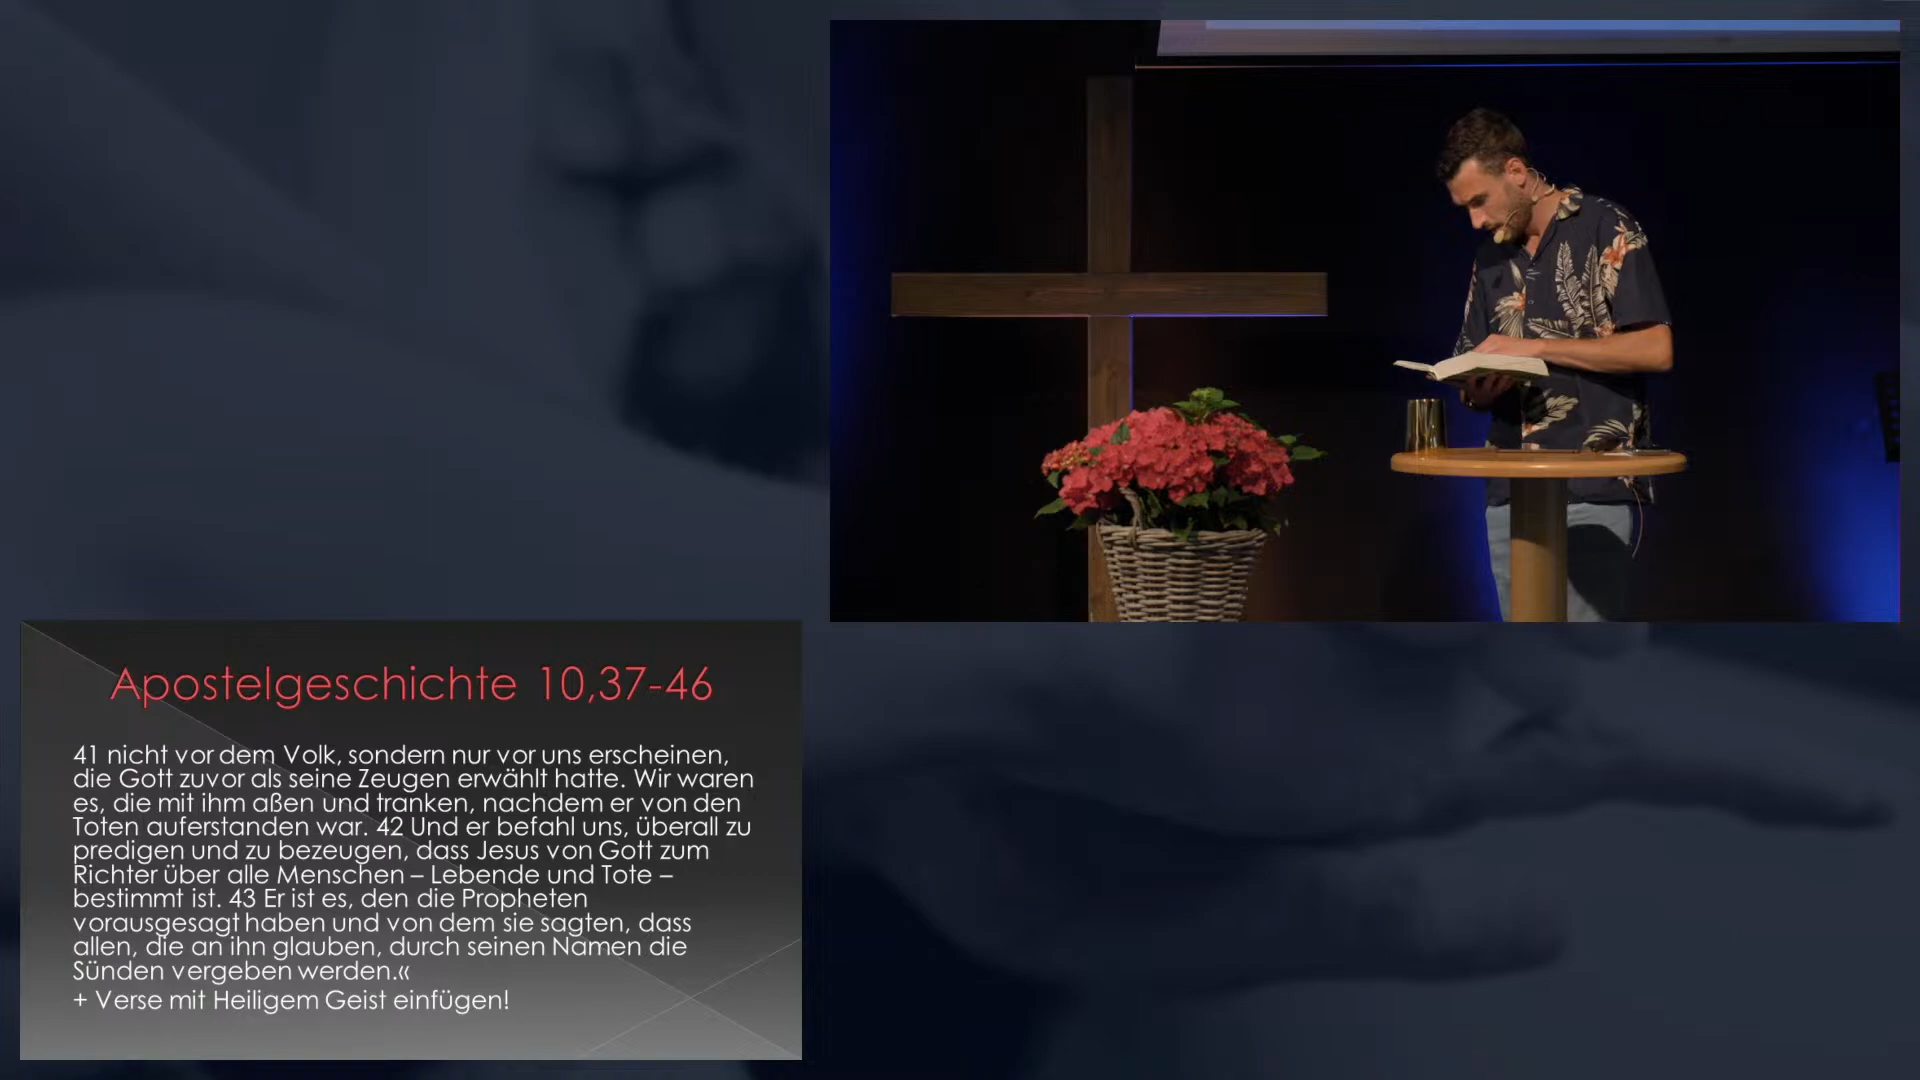 Apostelgeschichte 10,37-46
41 nicht vor dem Volk, sondern nur vor uns erscheinen,
die Gott zuvor als seine Zeugen erwählt hatte. Wir waren
es, die mit ihm aßen und tranken, nachdem er von den
Toten auferstanden war. 42 Und er befahl uns, überall zu
predigen und zu bezeugen, dass Jesus von Gott zum
Richter über alle Menschen – Lebende und Tote –
bestimmt ist. 43 Er ist es, den die Propheten
vorausgesagt haben und von dem sie sagten, dass
allen, die an ihn glauben, durch seinen Namen die
Sünden vergeben werden.«
+ Verse mit Heiligem Geist einfügen!